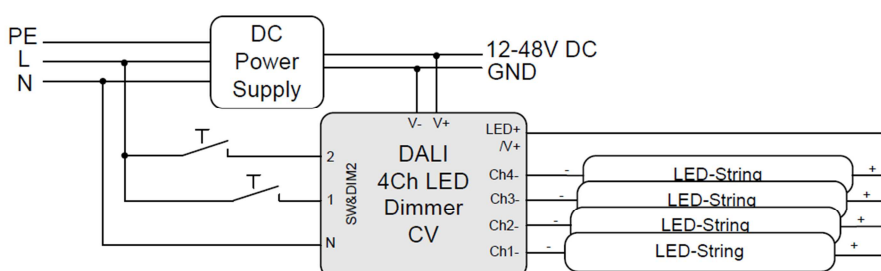 PE
L
N
DC
Power
Supply
12-48V DC
GND
V- V+
LED+
/V+
DALI
4Ch LED
Dimmer
CV
SW&DIM2
2
1
N
Ch4-
Ch3-
Ch2-
Ch1-
- LED-String +
- LED-String +
- LED-String +
- LED-String +